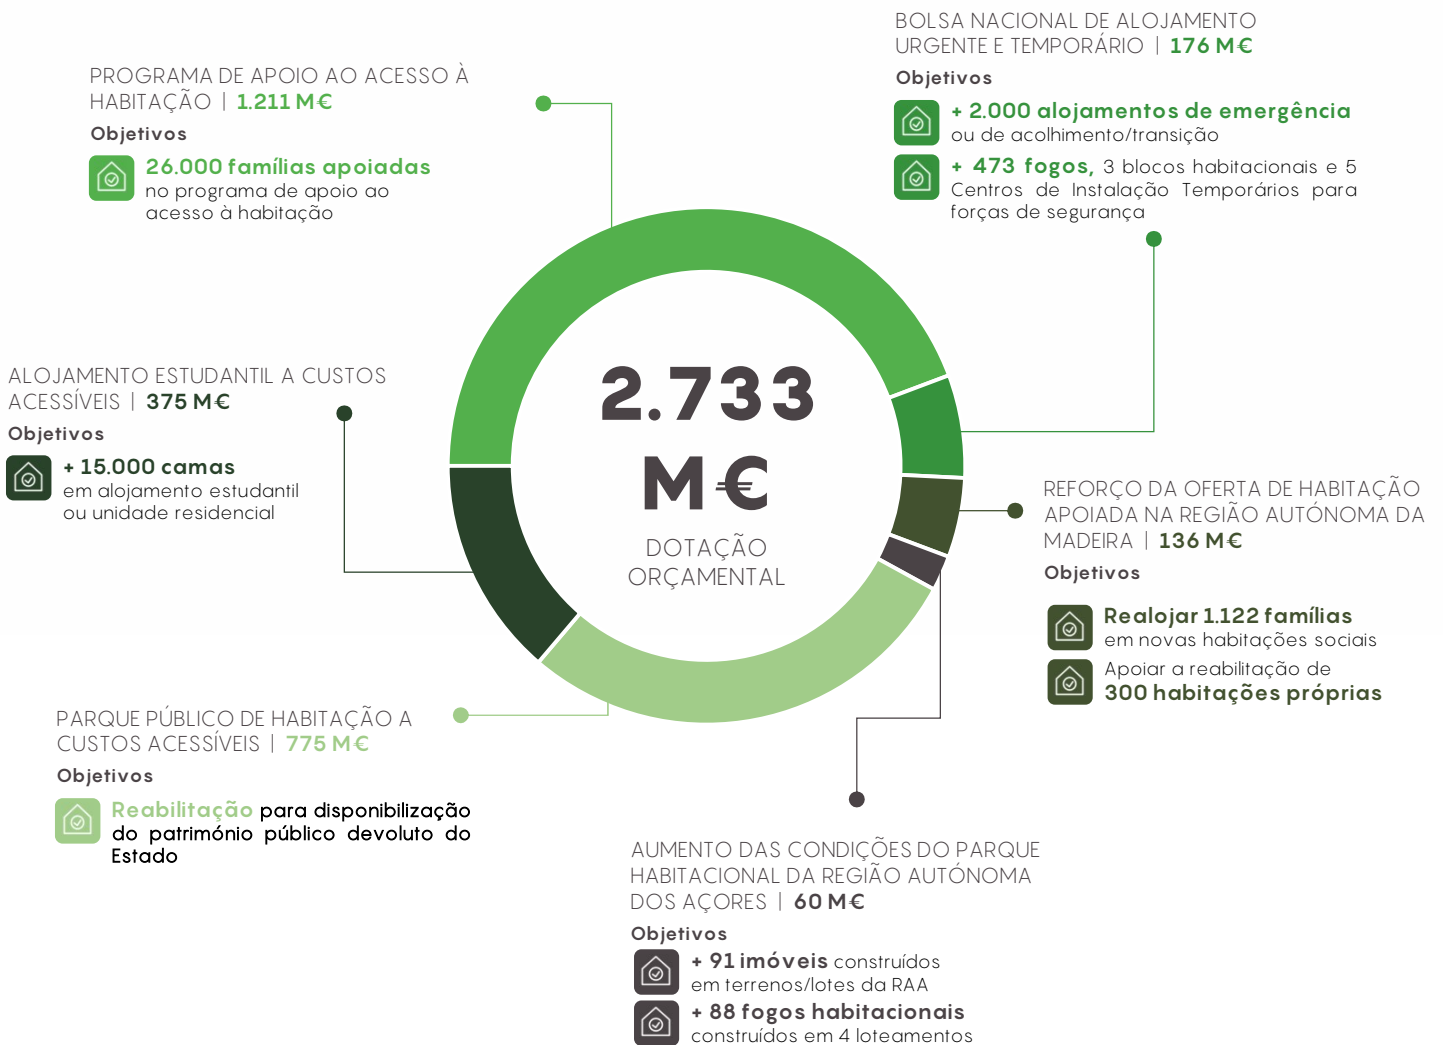 PROGRAMA DE APOIO AO ACESSO À
HABITAÇÃO | 1.211 M€
Objetivos
26.000 famílias apoiadas
no programa de apoio ao
acesso à habitação
BOLSA NACIONAL DE ALOJAMENTO
URGENTE E TEMPORÁRIO | 176 M€
Objetivos
+ 2.000 alojamentos de emergência
ou de acolhimento/transição
+ 473 fogos, 3 blocos habitacionais e 5
Centros de Instalação Temporários para
forças de segurança
ALOJAMENTO ESTUDANTIL A CUSTOS
ACESSÍVEIS | 375 M€
Objetivos
+ 15.000 camas
em alojamento estudantil
ou unidade residencial
2.733
M€
DOTAÇÃO
ORÇAMENTAL
REFORÇO DA OFERTA DE HABITAÇÃO
APOIADA NA REGIÃO AUTÓNOMA DA
MADEIRA | 136 M€
Objetivos
Realojar 1.122 famílias
em novas habitações sociais
Apoiar a reabilitação de
300 habitações próprias
PARQUE PÚBLICO DE HABITAÇÃO A
CUSTOS ACESSÍVEIS | 775 M€
Objetivos
Reabilitação para disponibilização
do património público devoluto do
Estado
AUMENTO DAS CONDIÇÕES DO PARQUE
HABITACIONAL DA REGIÃO AUTÓNOMA
DOS AÇORES | 60 M€
Objetivos
+ 91 imóveis construídos
em terrenos/lotes da RAA
+ 88 fogos habitacionais
construídos em 4 loteamentos